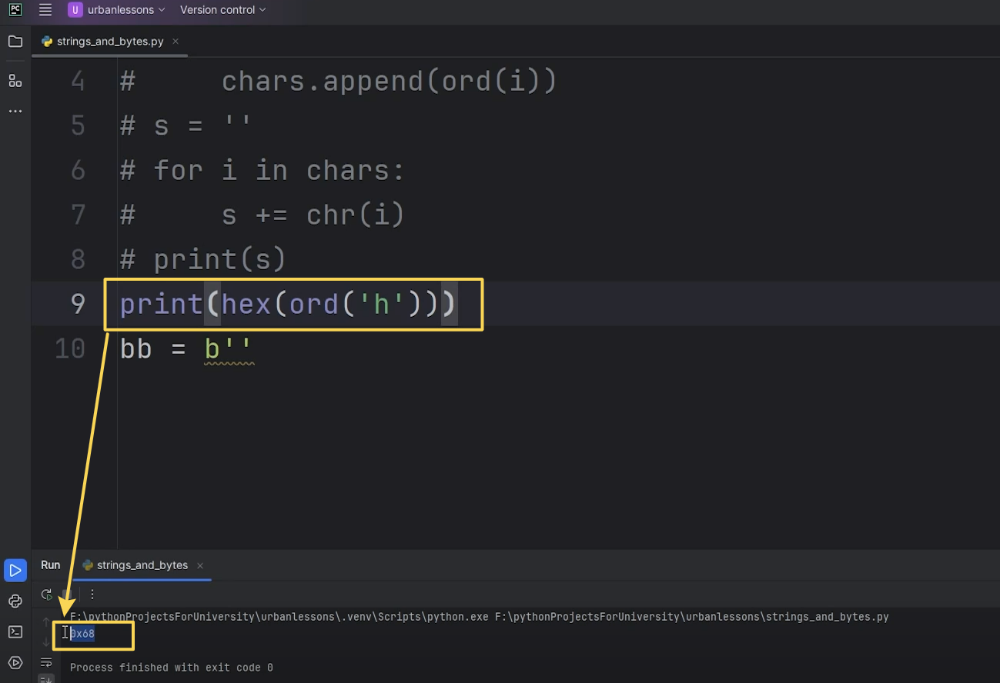 PC
U urbanlessons Version control
strings_and_bytes.py ×
4 #     chars.append(ord(i))
5 # s = ''
6 # for i in chars:
7 #     s += chr(i)
8 # print(s)
9 print(hex(ord('h')))
10 bb = b''
Run strings_and_bytes ×
F:\pythonProjectsForUniversity\urbanlessons\.venv\Scripts\python.exe F:\pythonProjectsForUniversity\urbanlessons\strings_and_bytes.py
0x68
Process finished with exit code 0